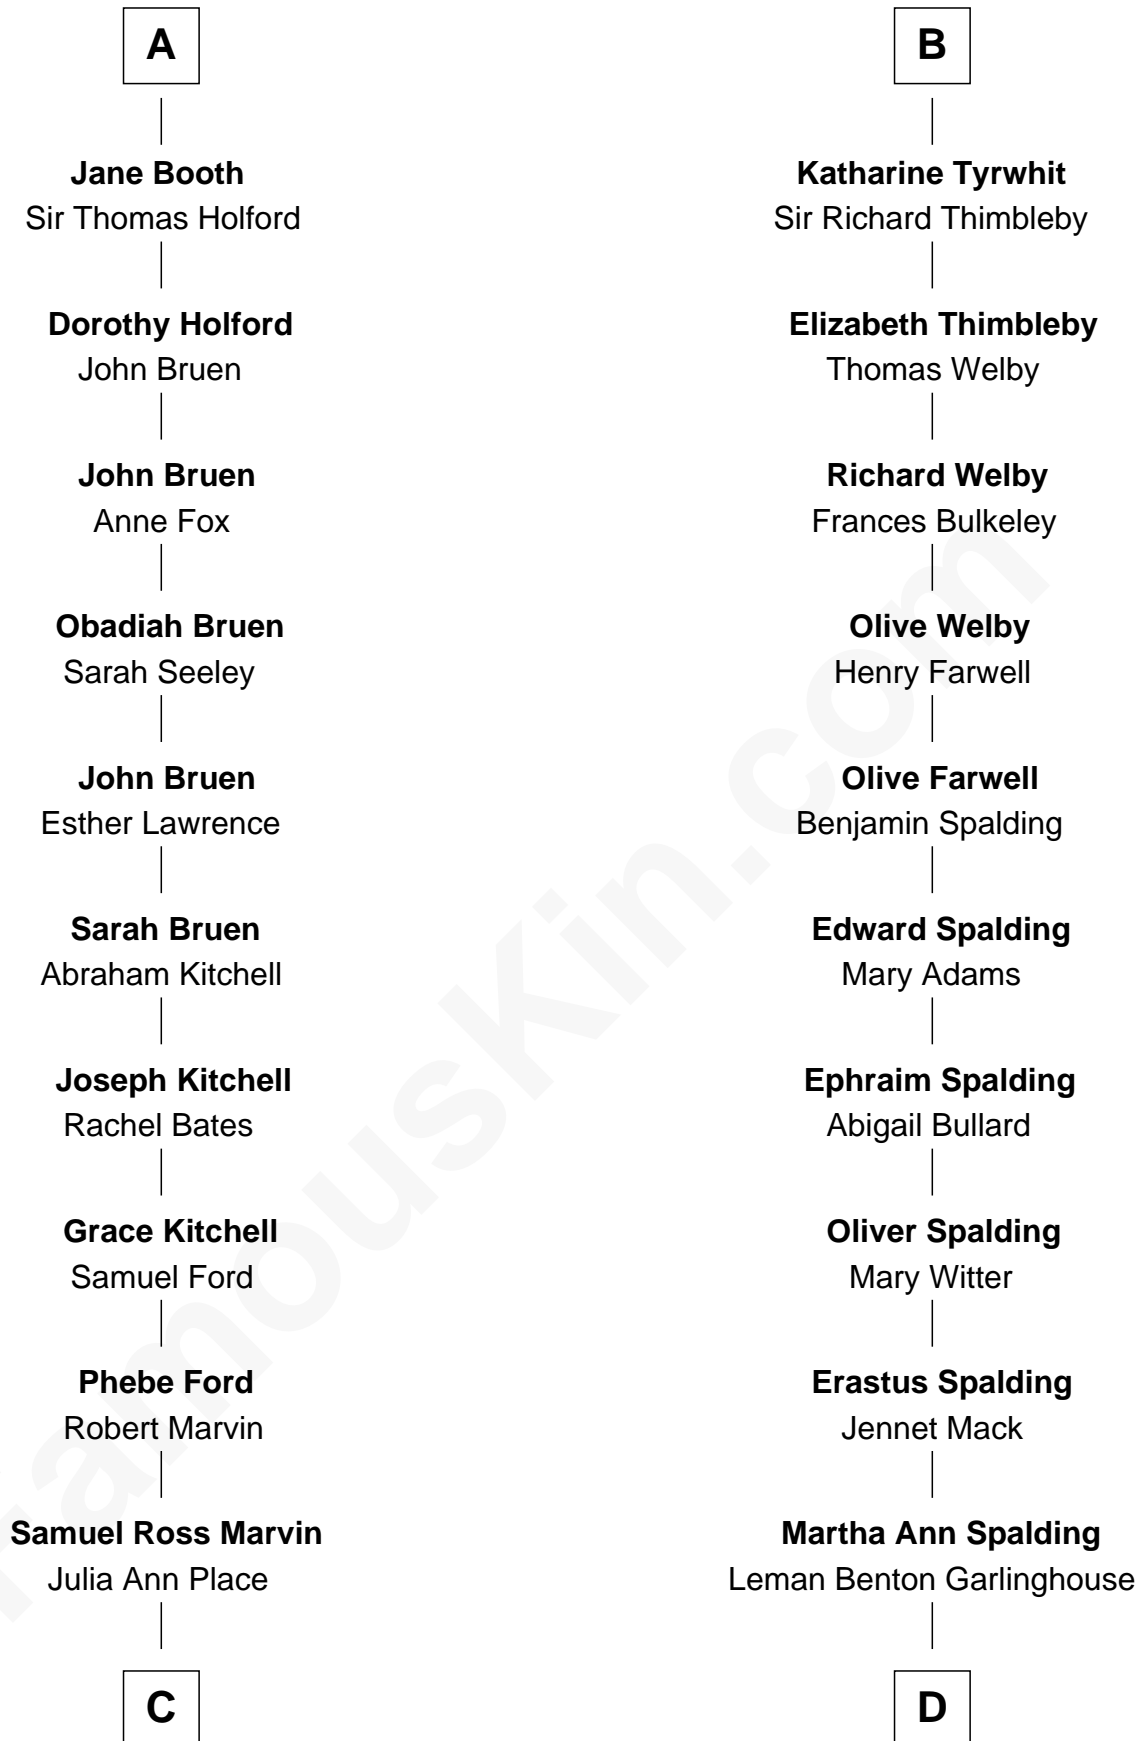 A
Jane Booth
Sir Thomas Holford
Dorothy Holford
John Bruen
John Bruen
Anne Fox
Obadiah Bruen
Sarah Seeley
John Bruen
Esther Lawrence
Sarah Bruen
Abraham Kitchell
Joseph Kitchell
Rachel Bates
Grace Kitchell
Samuel Ford
Phebe Ford
Robert Marvin
Samuel Ross Marvin
Julia Ann Place
C
B
Katharine Tyrwhit
Sir Richard Thimbleby
Elizabeth Thimbleby
Thomas Welby
Richard Welby
Frances Bulkeley
Olive Welby
Henry Farwell
Olive Farwell
Benjamin Spalding
Edward Spalding
Mary Adams
Ephraim Spalding
Abigail Bullard
Oliver Spalding
Mary Witter
Erastus Spalding
Jennet Mack
Martha Ann Spalding
Leman Benton Garlinghouse
D
FamousKin.com